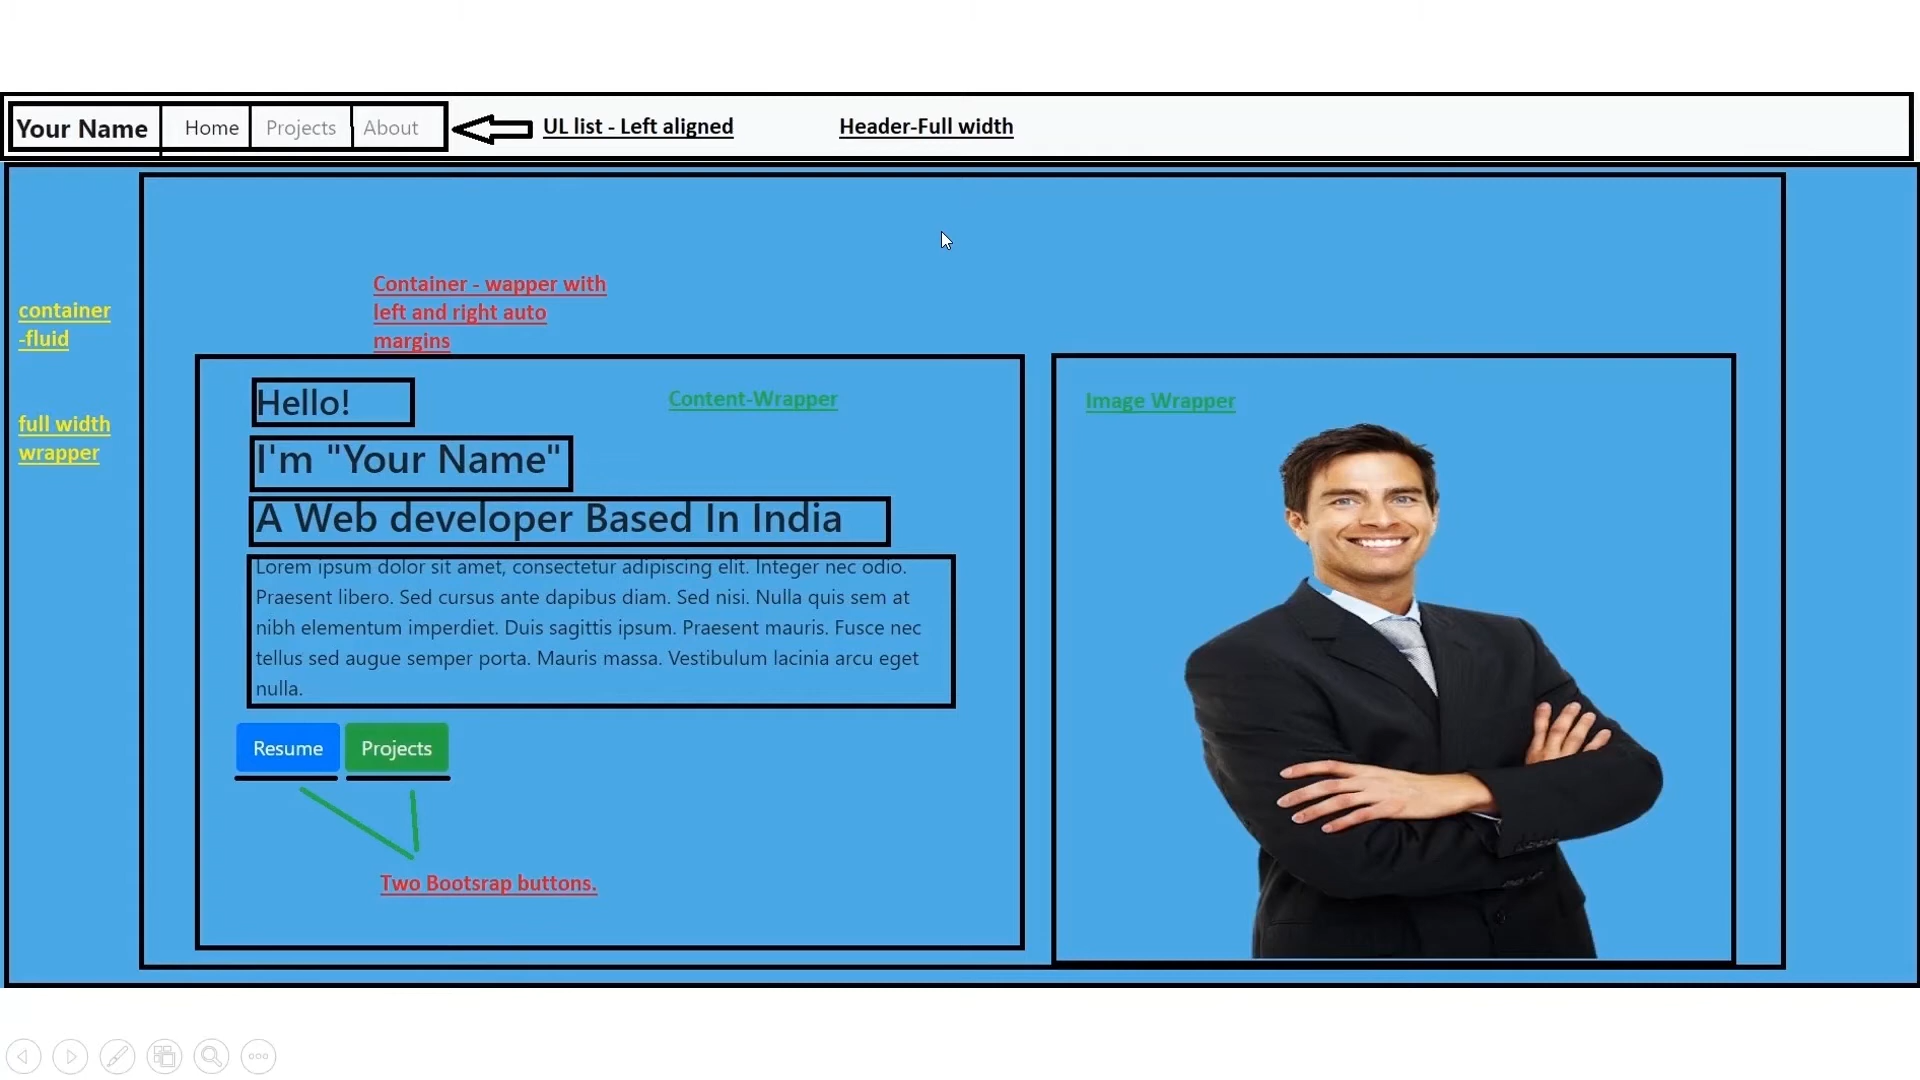 Your Name Home Projects About UL list - Left aligned Header-Full width
Container - wapper with
left and right auto
margins
container
-fluid
full width
wrapper
Hello!
Content-Wrapper
I'm "Your Name"
A Web developer Based In India
Lorem ipsum dolor sit amet, consectetur adipiscing elit. Integer nec odio.
Praesent libero. Sed cursus ante dapibus diam. Sed nisi. Nulla quis sem at
nibh elementum imperdiet. Duis sagittis ipsum. Praesent mauris. Fusce nec
tellus sed augue semper porta. Mauris massa. Vestibulum lacinia arcu eget
nulla.
Resume Projects
Two Bootsrap buttons.
Image Wrapper